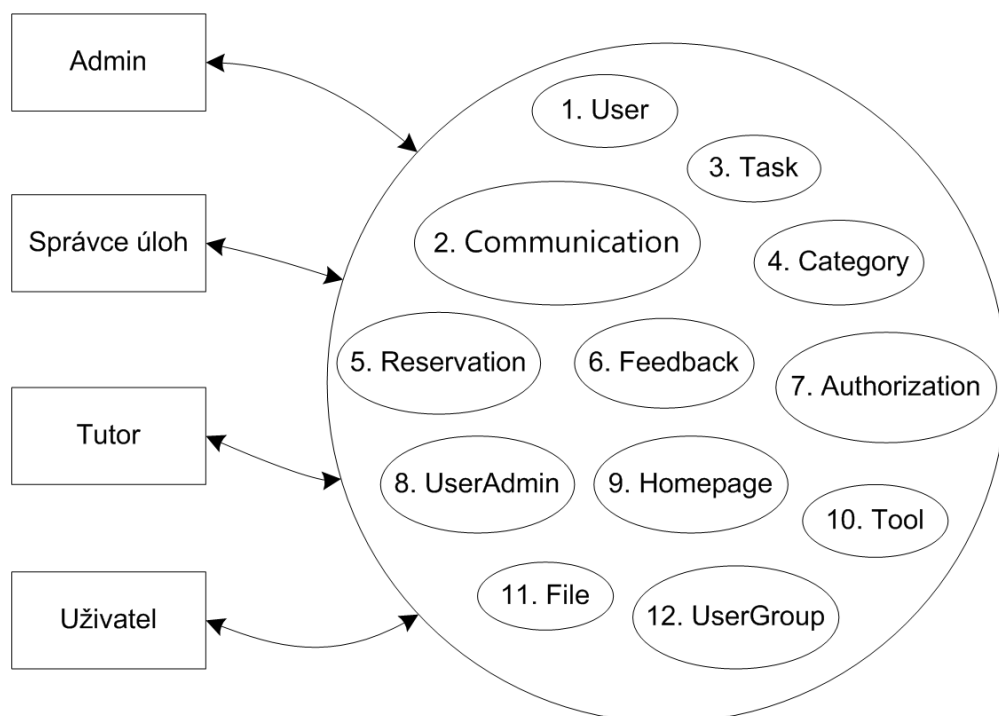 Admin
Správce úloh
Tutor
Uživatel
1. User
3. Task
2. Communication
4. Category
5. Reservation
6. Feedback
7. Authorization
8. UserAdmin
9. Homepage
10. Tool
11. File
12. UserGroup